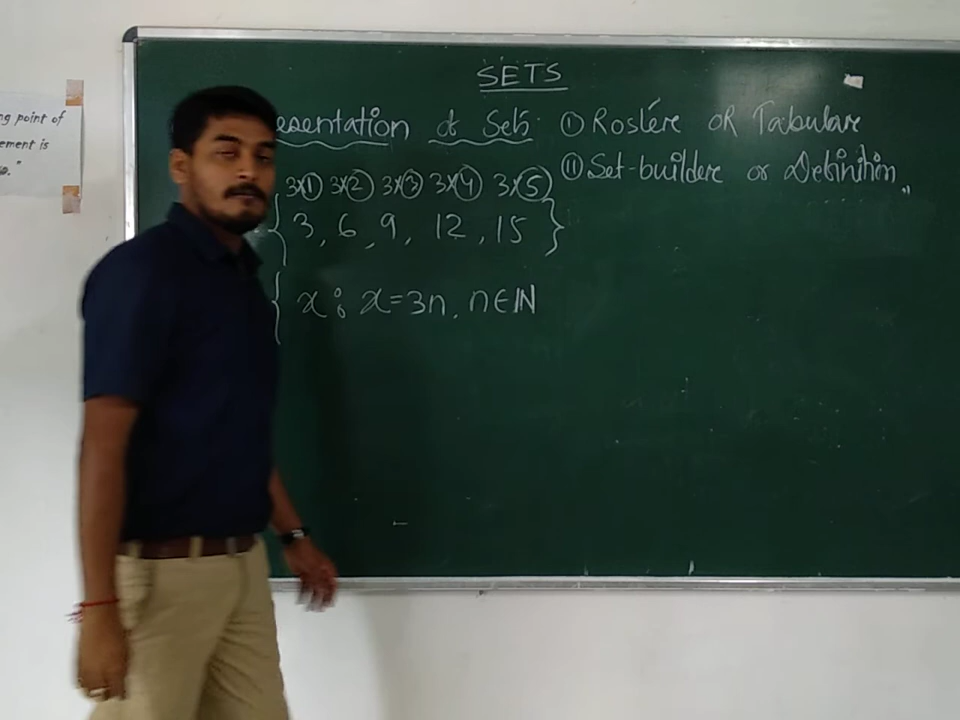 ng point of
ement is
SETS
esentation of Sets
① Rostere OR Tabulare
⑪ Set-buildere or Definition
3×① 3×② 3×③ 3×④ 3×⑤
{ 3, 6, 9, 12, 15 }
{ x : x = 3n, n ∈ ℕ